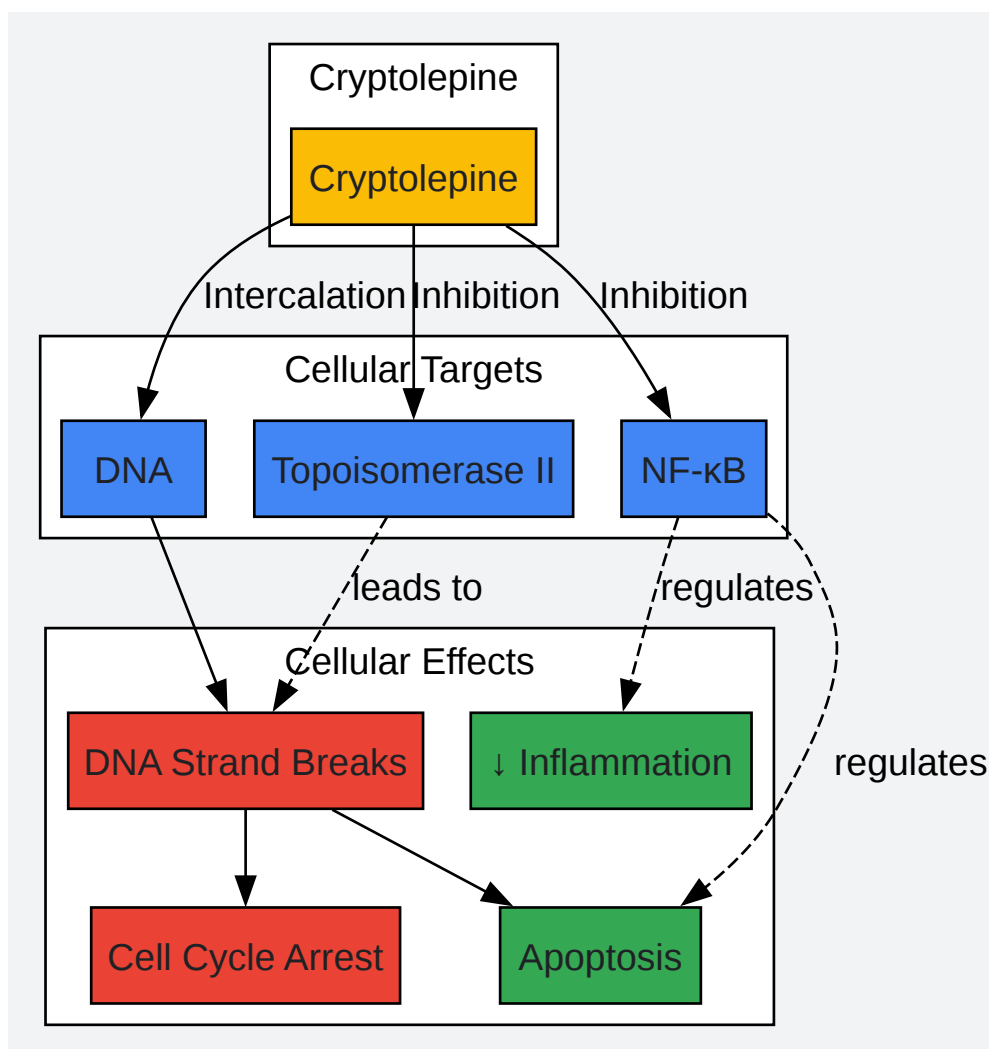 Cryptolepine
Cryptolepine
Intercalation
Inhibition
Inhibition
Cellular Targets
DNA
Topoisomerase II
NF-κB
leads to
regulates
Cellular Effects
DNA Strand Breaks
↓ Inflammation
regulates
Cell Cycle Arrest
Apoptosis